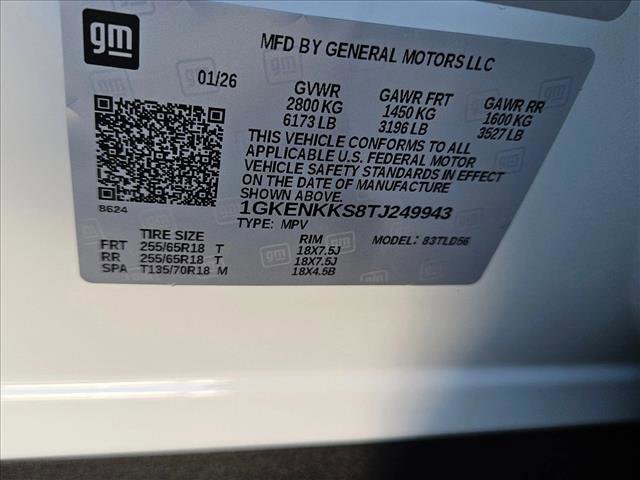 gm
MFD BY GENERAL MOTORS LLC
01/26
GVWR GAWR FRT GAWR RR
2800 KG 1450 KG 1600 KG
6173 LB 3196 LB 3527 LB
THIS VEHICLE CONFORMS TO ALL
APPLICABLE U.S. FEDERAL MOTOR
VEHICLE SAFETY STANDARDS IN EFFECT
ON THE DATE OF MANUFACTURE
SHOWN ABOVE.
8624
1GKENKKS8TJ249943
TYPE: MPV
MODEL: 83TLD56
TIRE SIZE RIM
FRT 255/65R18 T 18X7.5J
RR 255/65R18 T 18X7.5J
SPA T135/70R18 M 18X4.5B